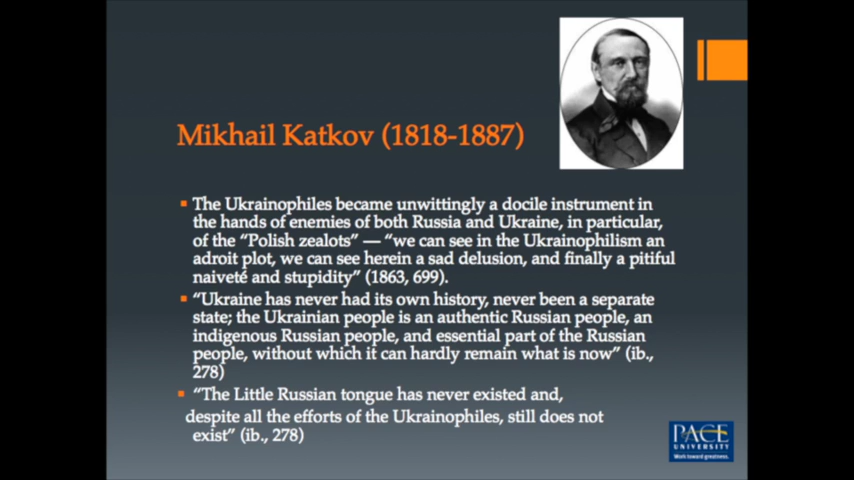 Mikhail Katkov (1818-1887)
The Ukrainophiles became unwittingly a docile instrument in
the hands of enemies of both Russia and Ukraine, in particular,
of the “Polish zealots” — “we can see in the Ukrainophilism an
adroit plot, we can see herein a sad delusion, and finally a pitiful
naiveté and stupidity” (1863, 699).
“Ukraine has never had its own history, never been a separate
state; the Ukrainian people is an authentic Russian people, an
indigenous Russian people, and essential part of the Russian
people, without which it can hardly remain what is now” (ib.,
278)
“The Little Russian tongue has never existed and,
despite all the efforts of the Ukrainophiles, still does not
exist” (ib., 278)
PACE
UNIVERSITY
Work toward greatness.